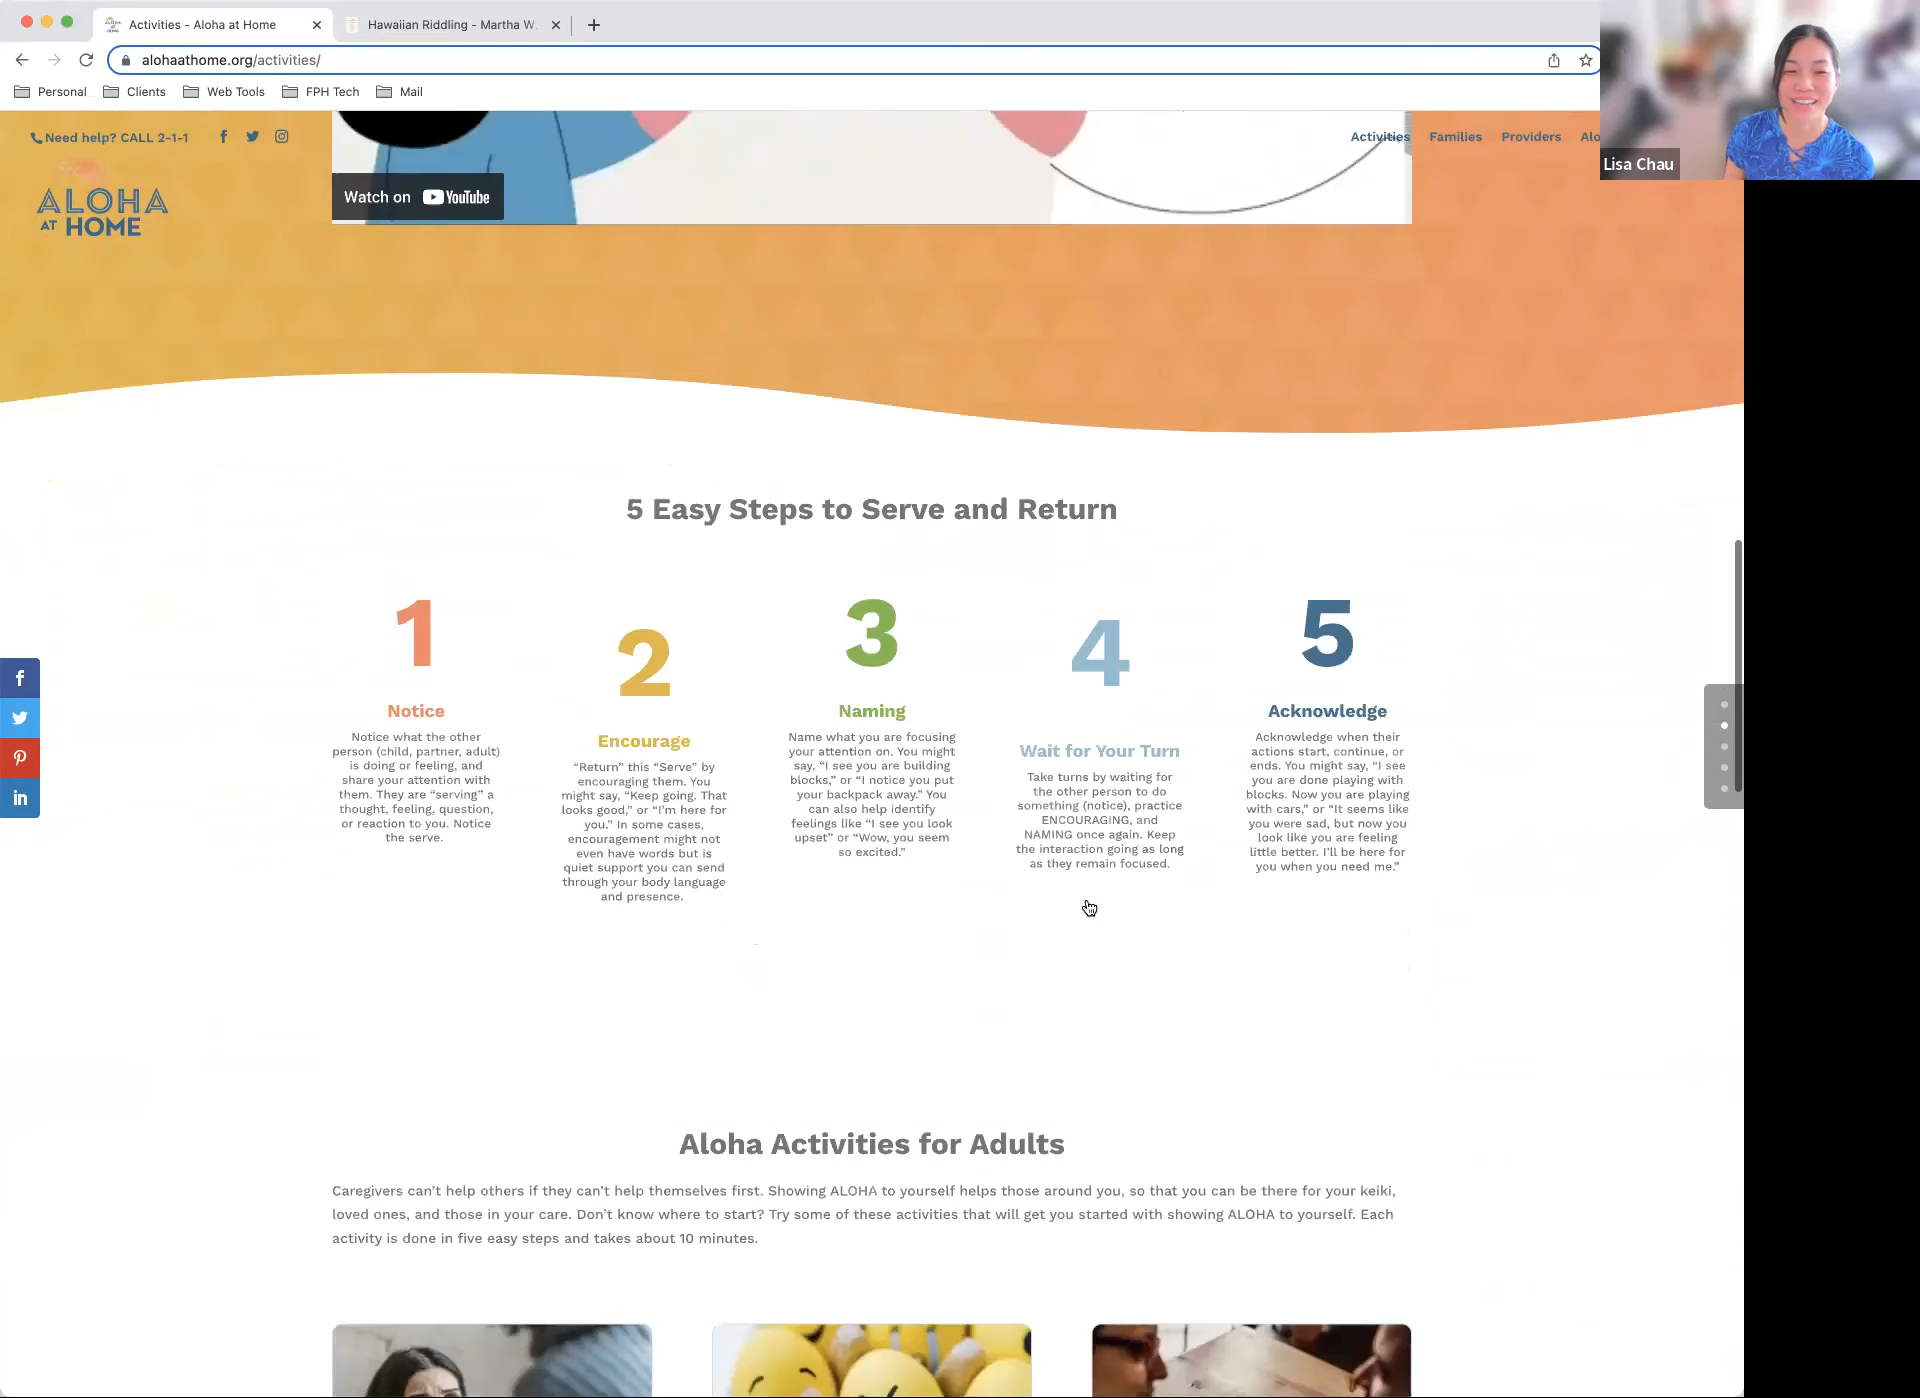 Activities - Aloha at Home
Hawaiian Riddling - Martha W
alohaathome.org/activities/
Personal
Clients
Web Tools
FPH Tech
Mail
Need help? CALL 2-1-1
Activities
Families
Providers
Alo
Lisa Chau
ALOHA
AT HOME
Watch on YouTube
5 Easy Steps to Serve and Return
1
Notice
Notice what the other
person (child, partner, adult)
is doing or feeling, and
share your attention with
them. They are “serving” a
thought, feeling, question,
or reaction to you. Notice
the serve.
2
Encourage
“Return” this “Serve” by
encouraging them. You
might say, “Keep going. That
looks good,” or “I’m here for
you.” In some cases,
encouragement might not
even have words but is
quiet support you can send
through your body language
and presence.
3
Naming
Name what you are focusing
your attention on. You might
say, “I see you are building
blocks,” or “I notice you put
your backpack away.” You
can also help identify
feelings like “I see you look
upset” or “Wow, you seem
so excited.”
4
Wait for Your Turn
Take turns by waiting for
the other person to do
something (notice), practice
ENCOURAGING, and
NAMING once again. Keep
the interaction going as long
as they remain focused.
5
Acknowledge
Acknowledge when their
actions start, continue, or
ends. You might say, “I see
you are done playing with
blocks. Now you are playing
with cars,” or “It seems like
you were sad, but now you
look like you are feeling
little better. I’ll be here for
you when you need me.”
Aloha Activities for Adults
Caregivers can’t help others if they can’t help themselves first. Showing ALOHA to yourself helps those around you, so that you can be there for your keiki,
loved ones, and those in your care. Don’t know where to start? Try some of these activities that will get you started with showing ALOHA to yourself. Each
activity is done in five easy steps and takes about 10 minutes.